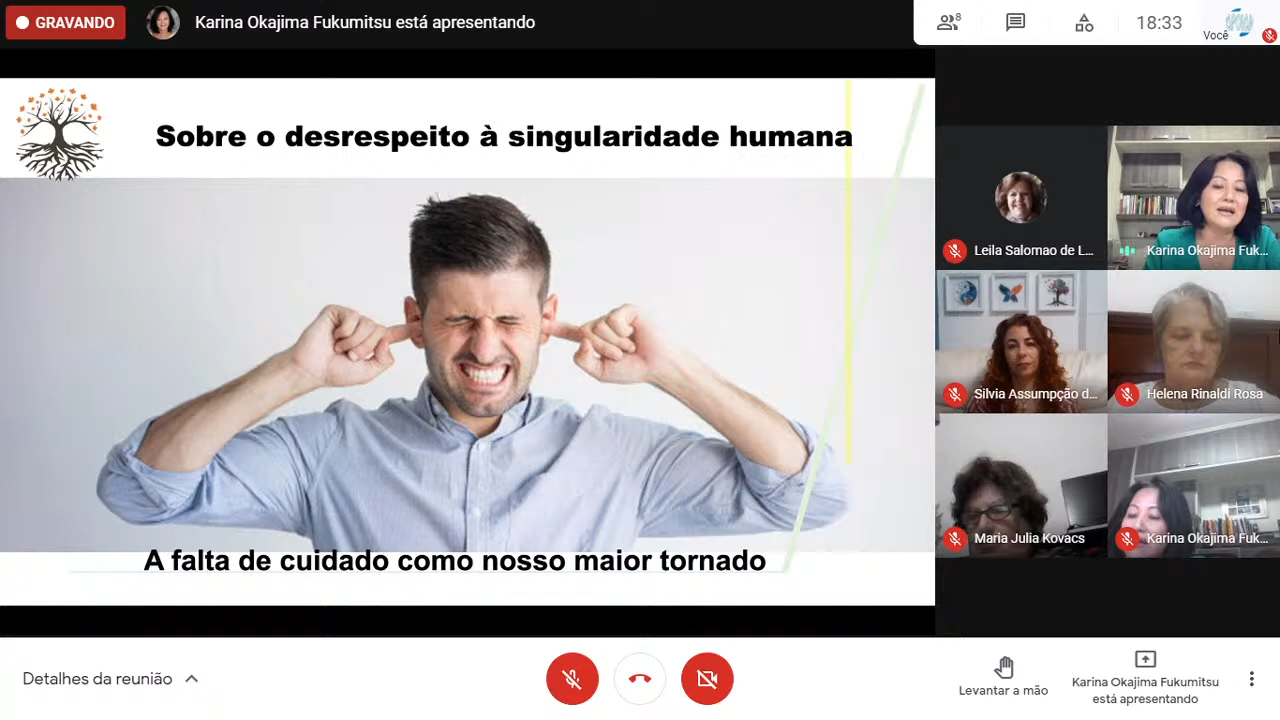 GRAVANDO
Karina Okajima Fukumitsu está apresentando
8
18:33
Você
Sobre o desrespeito à singularidade humana
A falta de cuidado como nosso maior tornado
Leila Salomao de L...
Karina Okajima Fuk...
Silvia Assumpção d...
Helena Rinaldi Rosa
Maria Julia Kovacs
Karina Okajima Fuk...
Detalhes da reunião
Levantar a mão
Karina Okajima Fukumitsu
está apresentando